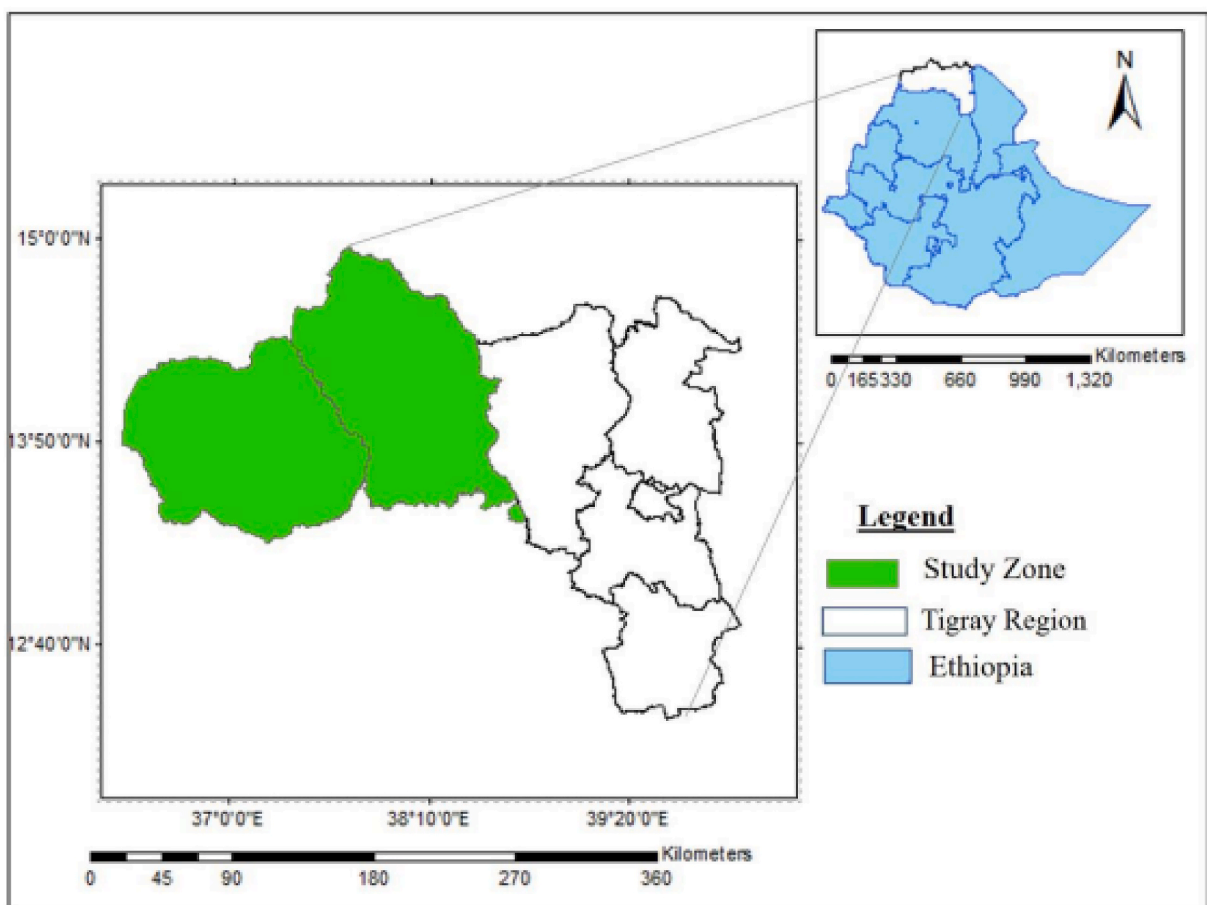 N
Kilometers
0 165 330 660 990 1,320
15°0'0"N
13°50'0"N
12°40'0"N
37°0'0"E 38°10'0"E 39°20'0"E
Kilometers
0 45 90 180 270 360
Legend
Study Zone
Tigray Region
Ethiopia